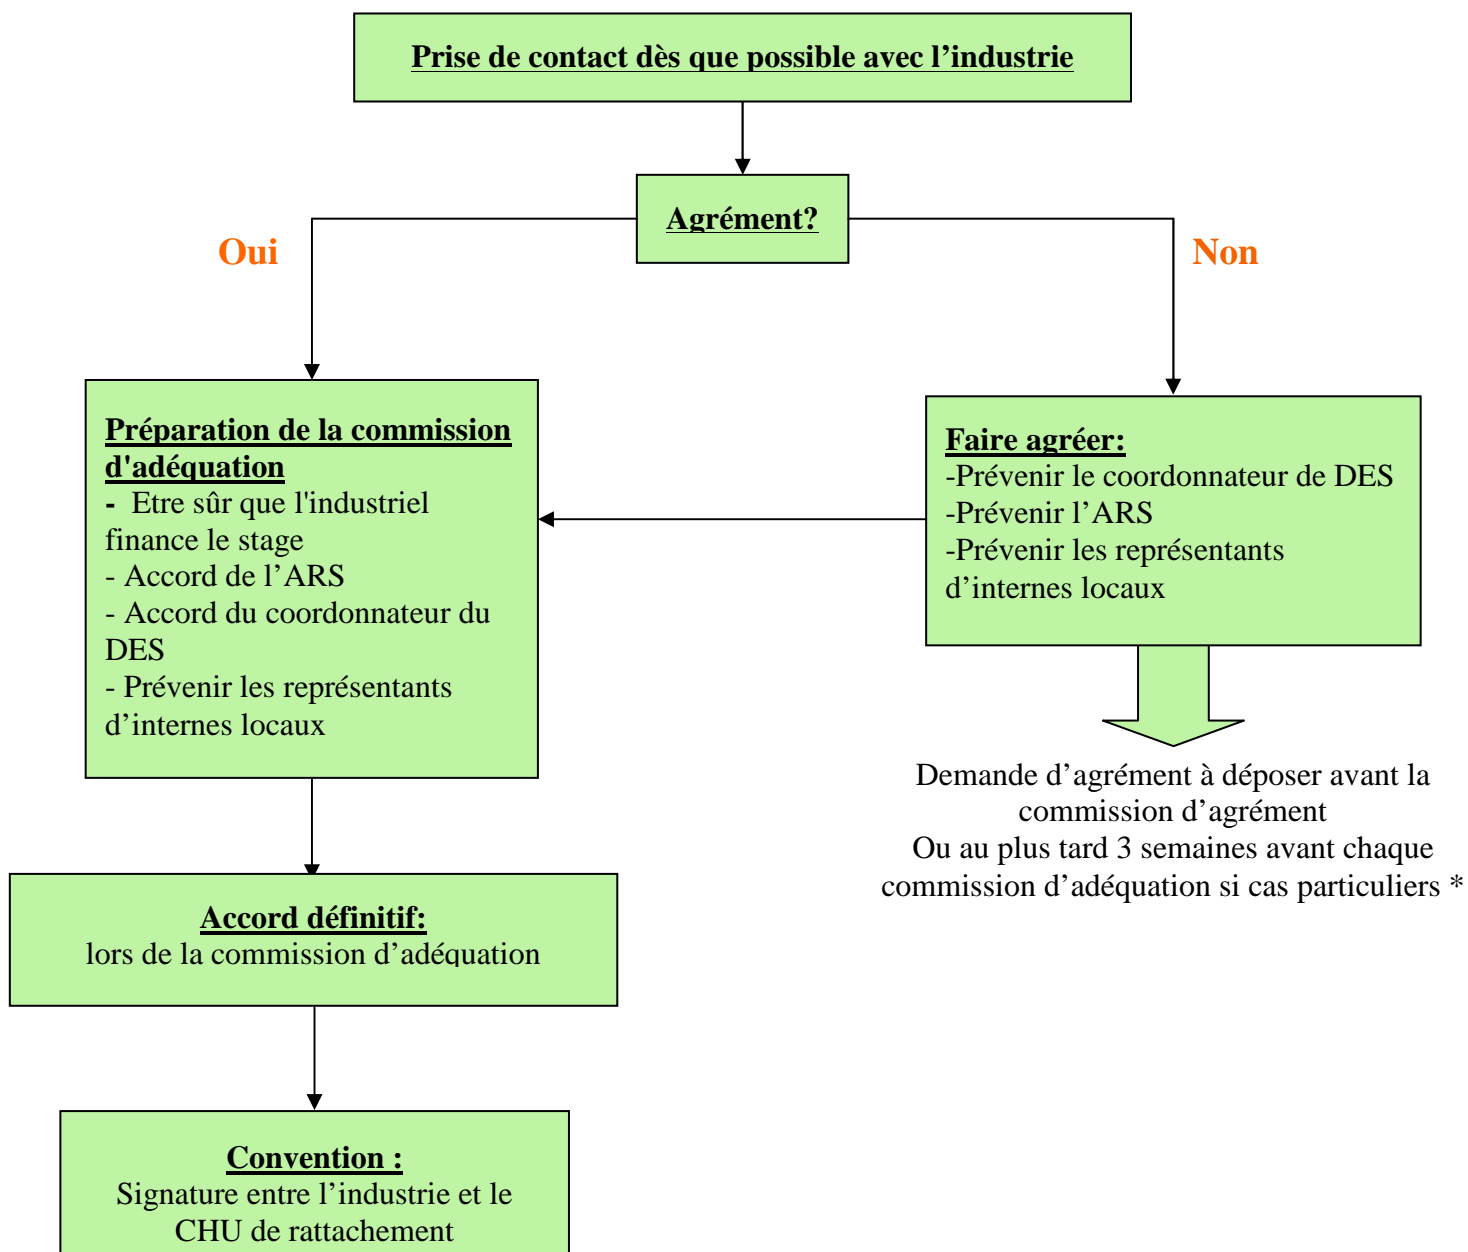 Prise de contact dès que possible avec l’industrie
Agrément?
Oui
Non
Préparation de la commission
d'adéquation
- Etre sûr que l'industriel
finance le stage
- Accord de l’ARS
- Accord du coordonnateur du
DES
- Prévenir les représentants
d’internes locaux
Faire agréer:
-Prévenir le coordonnateur de DES
-Prévenir l’ARS
-Prévenir les représentants
d’internes locaux
Demande d’agrément à déposer avant la
commission d’agrément
Ou au plus tard 3 semaines avant chaque
commission d’adéquation si cas particuliers *
Accord définitif:
lors de la commission d’adéquation
Convention :
Signature entre l’industrie et le
CHU de rattachement